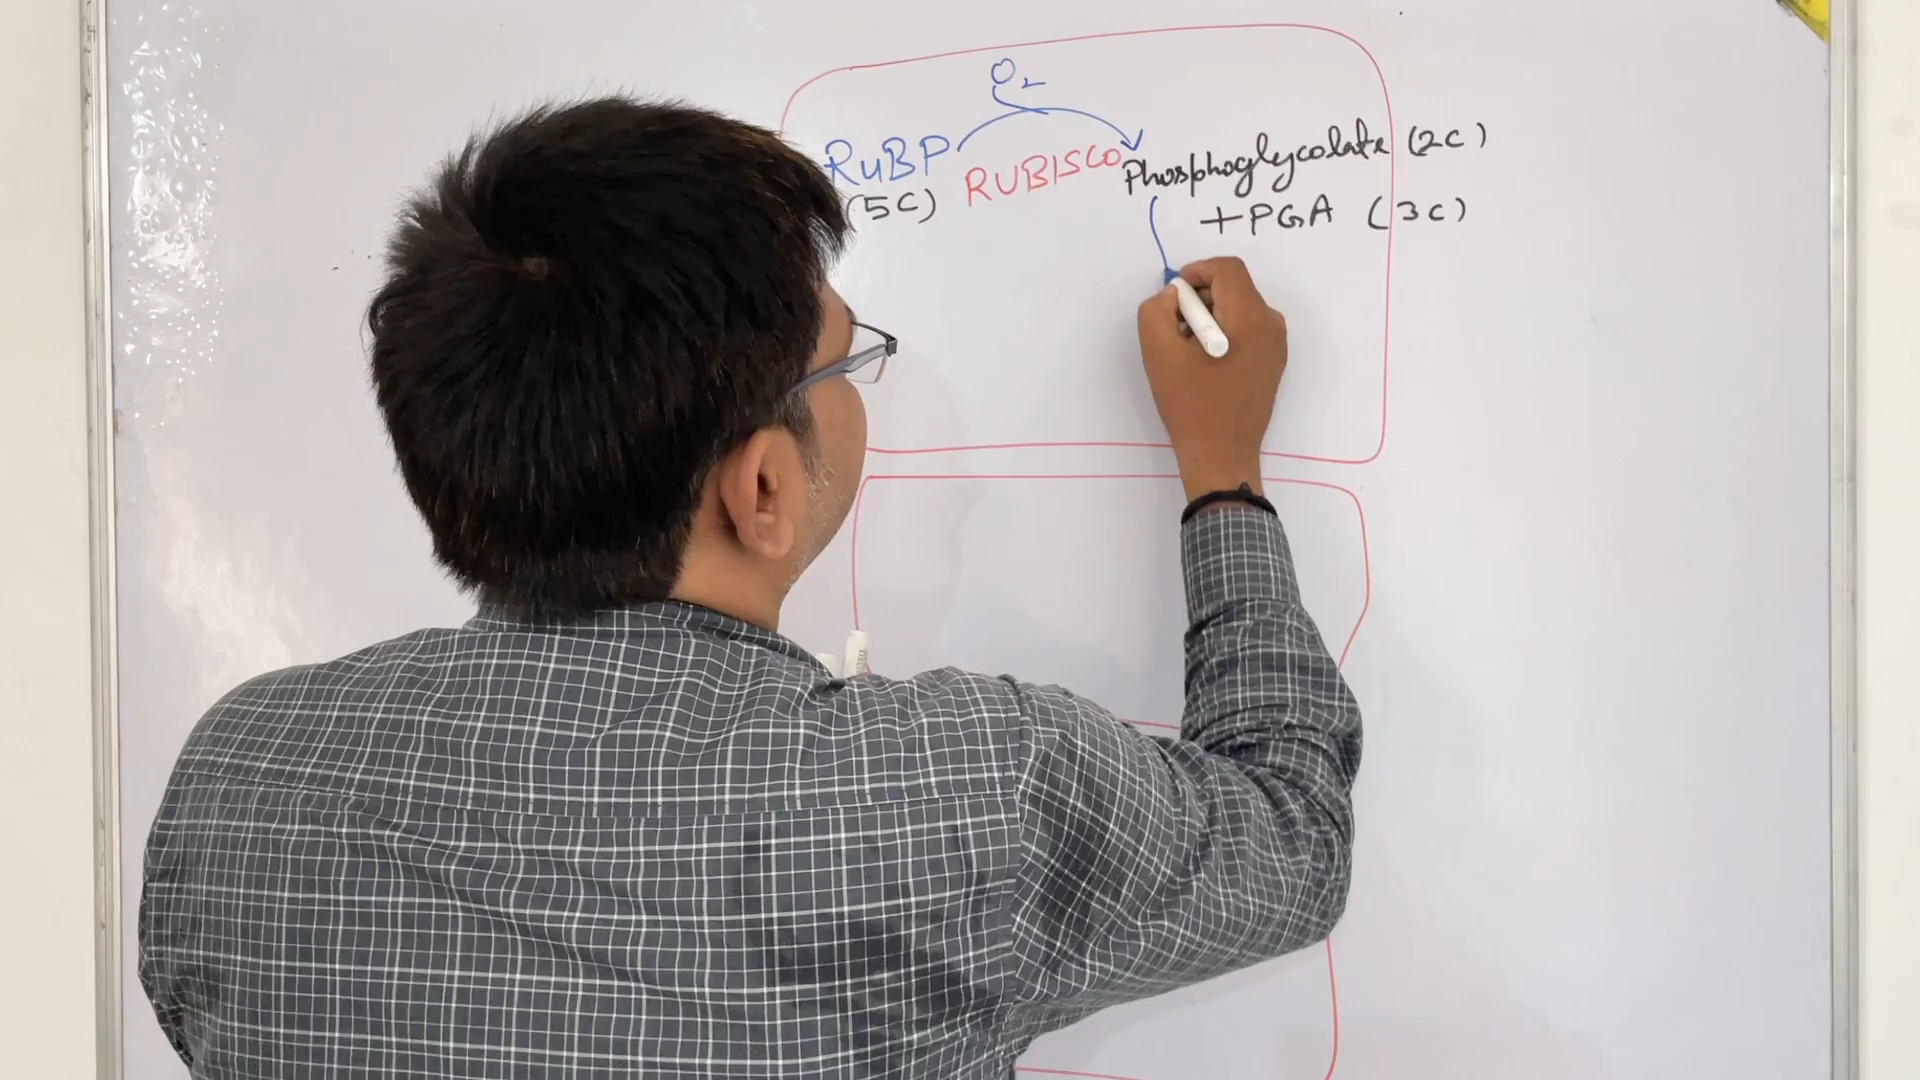 O2
RuBP RUBISCO Phosphoglycolate (2C)
(5C) +PGA (3C)